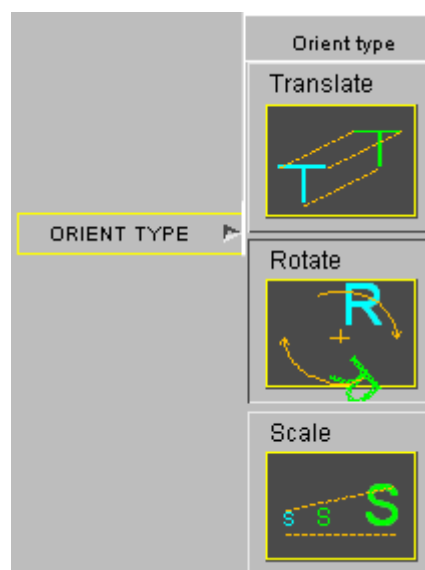 Orient type
Translate
T T
ORIENT TYPE
Rotate
R
R
Scale
S S S